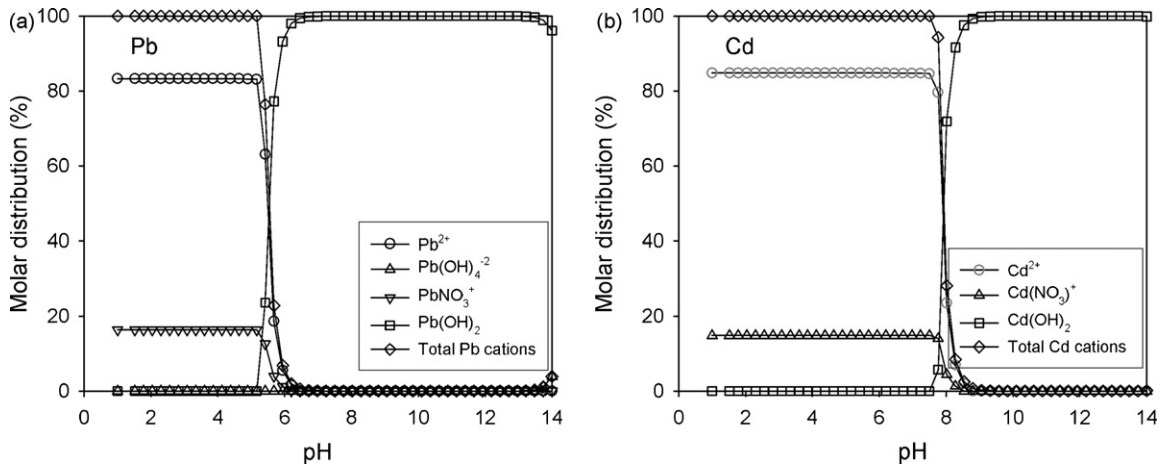 (a)
Pb
Molar distribution (%)
100
80
60
40
20
0
Pb²⁺
Pb(OH)₄⁻²
PbNO₃⁺
Pb(OH)₂
Total Pb cations
0 2 4 6 8 10 12 14
pH
(b)
Cd
Molar distribution (%)
100
80
60
40
20
0
Cd²⁺
Cd(NO₃)⁺
Cd(OH)₂
Total Cd cations
0 2 4 6 8 10 12 14
pH